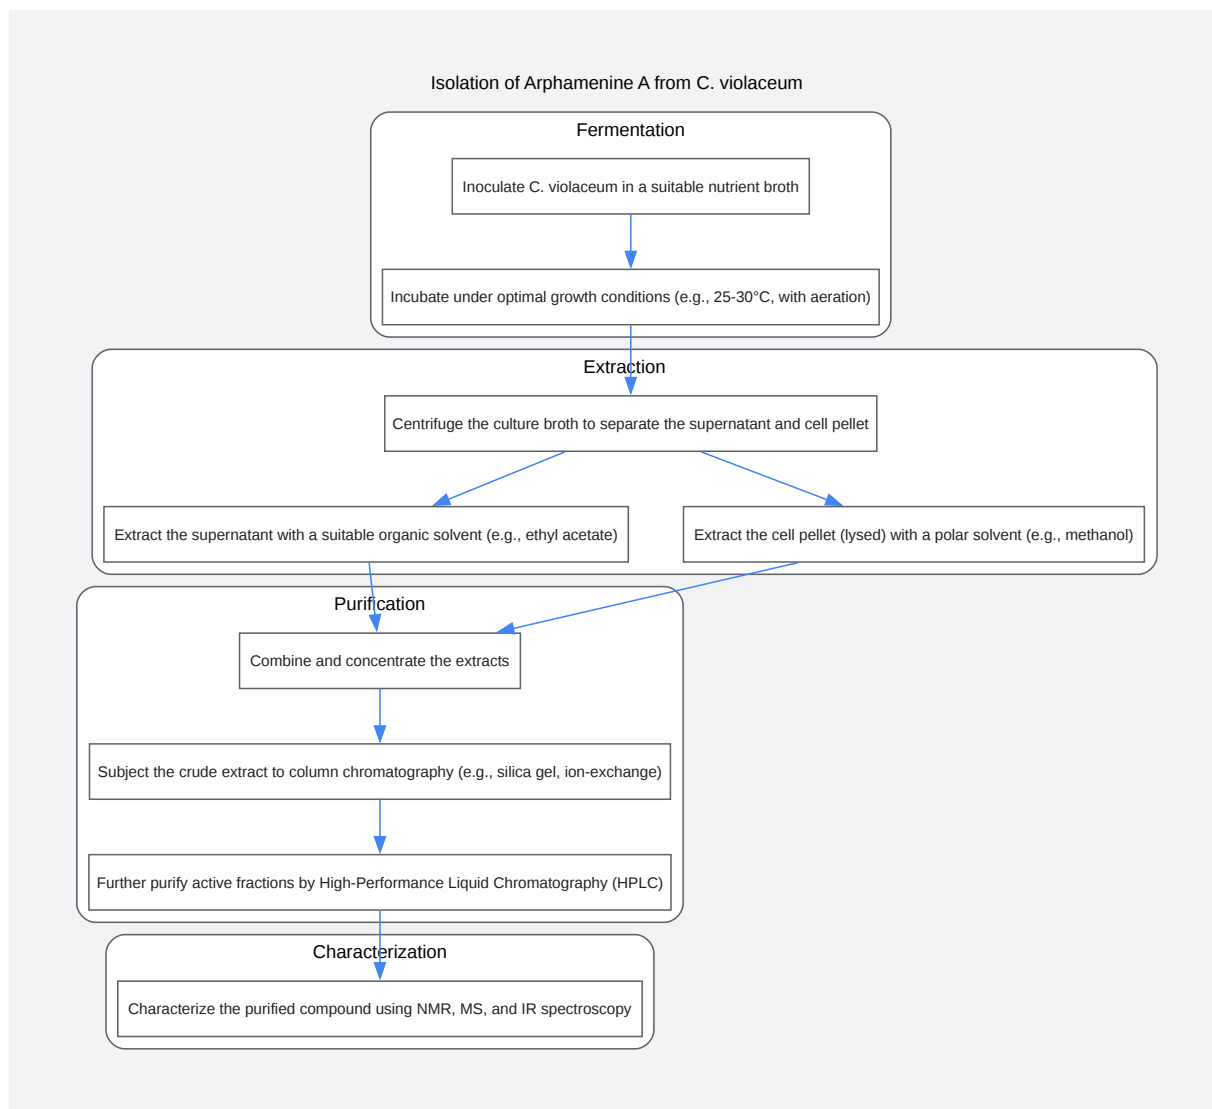 Isolation of Arphamenine A from C. violaceum
Fermentation
Inoculate C. violaceum in a suitable nutrient broth
Incubate under optimal growth conditions (e.g., 25-30°C, with aeration)
Extraction
Centrifuge the culture broth to separate the supernatant and cell pellet
Extract the supernatant with a suitable organic solvent (e.g., ethyl acetate)
Extract the cell pellet (lysed) with a polar solvent (e.g., methanol)
Purification
Combine and concentrate the extracts
Subject the crude extract to column chromatography (e.g., silica gel, ion-exchange)
Further purify active fractions by High-Performance Liquid Chromatography (HPLC)
Characterization
Characterize the purified compound using NMR, MS, and IR spectroscopy